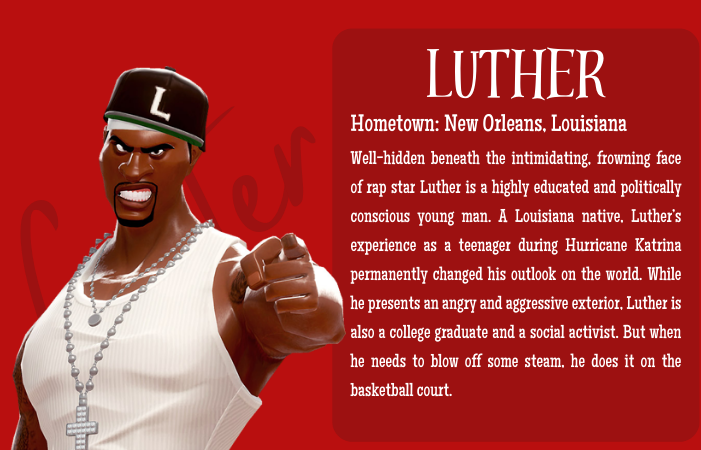 LUTHER
Hometown: New Orleans, Louisiana
Well-hidden beneath the intimidating, frowning face
of rap star Luther is a highly educated and politically
conscious young man. A Louisiana native, Luther's
experience as a teenager during Hurricane Katrina
permanently changed his outlook on the world. While
he presents an angry and aggressive exterior, Luther is
also a college graduate and a social activist. But when
he needs to blow off some steam, he does it on the
basketball court.
L